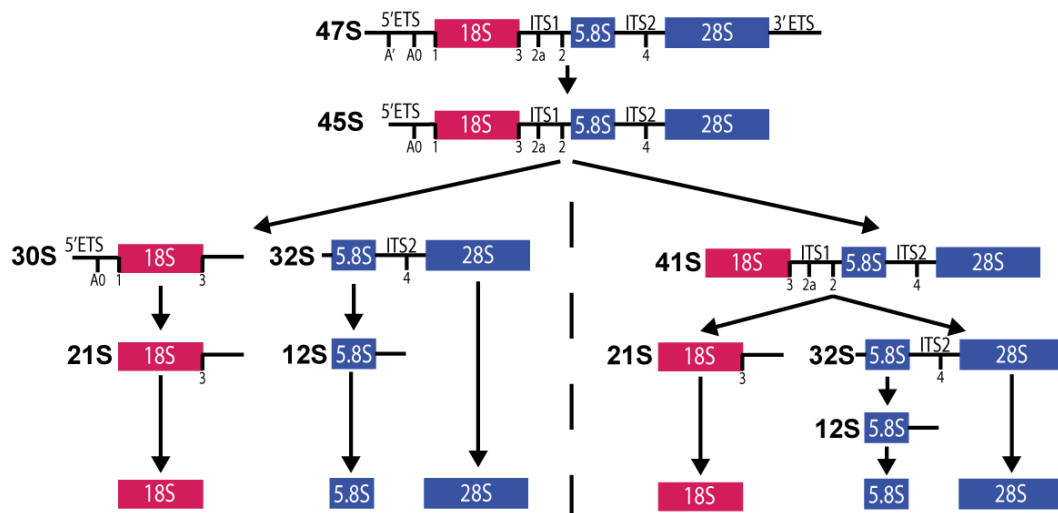 5'ETS ITS1 ITS2 3' ETS
47S 18S 5.8S 28S
A' A0 1 3 2a 2 4
5'ETS ITS1 ITS2
45S 18S 5.8S 28S
A0 1 3 2a 2 4
5'ETS ITS2
30S 18S 32S 5.8S 28S
A0 1 3 4
ITS1 ITS2
41S 18S 5.8S 28S
3 2a 2 4
21S 18S 12S 5.8S
3
ITS2
21S 18S 32S 5.8S 28S
3 4
12S 5.8S
18S 5.8S 28S
18S 5.8S 28S